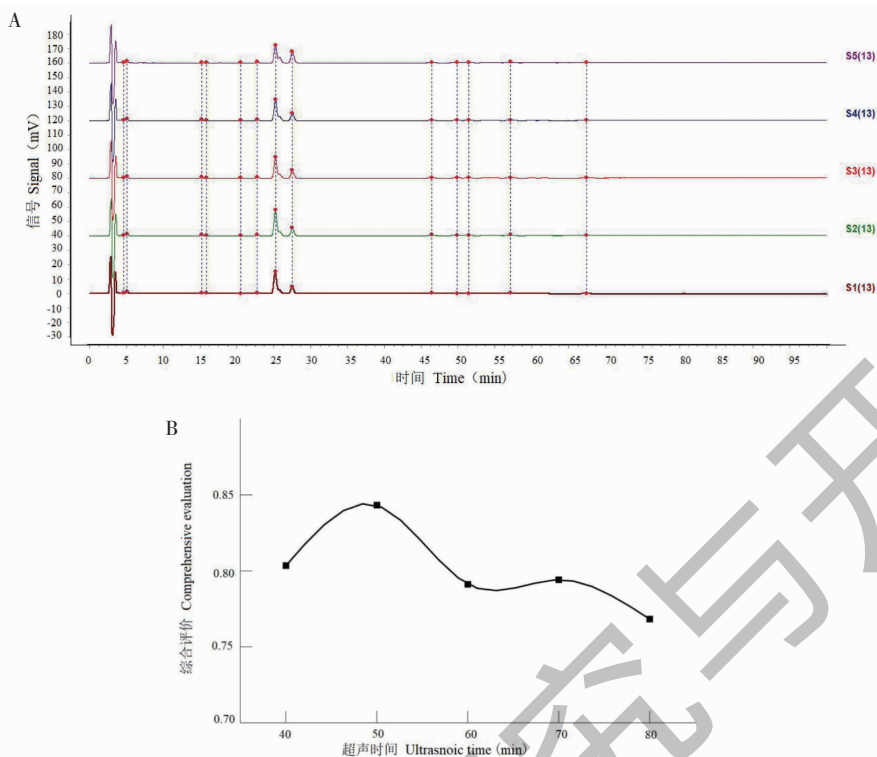 A
信号 Signal（mV）
180
170
160
150
140
130
120
110
100
90
80
70
60
50
40
30
20
10
0
-10
-20
-30
S5(13)
S4(13)
S3(13)
S2(13)
S1(13)
0 5 10 15 20 25 30 35 40 45 50 55 60 65 70 75 80 85 90 95
时间 Time（min)
B
综合评价 Comprehensive evaluation
0.85
0.80
0.75
0.70
40 50 60 70 80
超声时间 Ultrasnoic time (min)
究与开